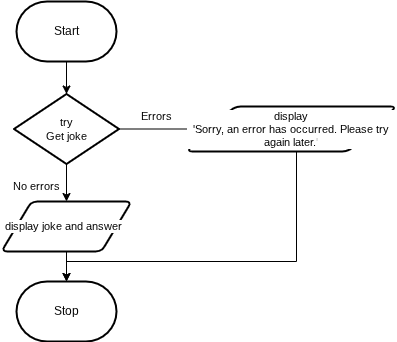 Start
try
Get joke
Errors
display
'Sorry, an error has occurred. Please try
again later.'
No errors
display joke and answer
Stop